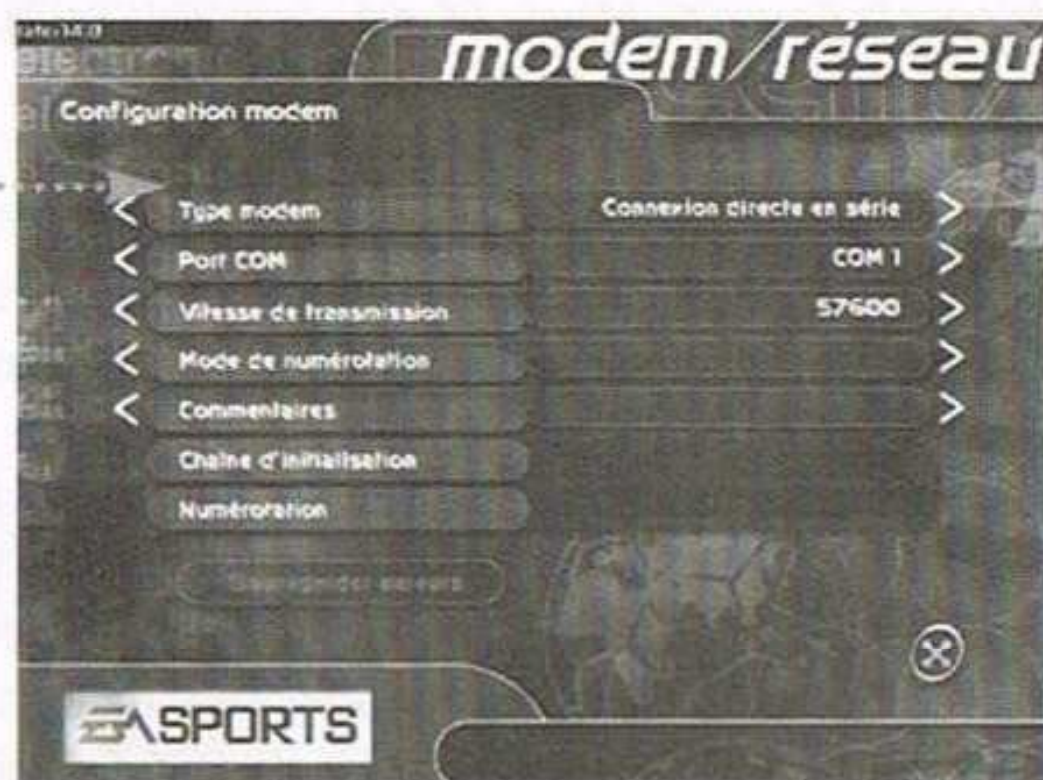 modem/réseau
Configuration modem
Type modem Connexion directe en série
Port COM COM 1
Vitesse de transmission 57600
Mode de numérotation
Commentaires
Chaîne d'initialisation
Numérotation
EA SPORTS